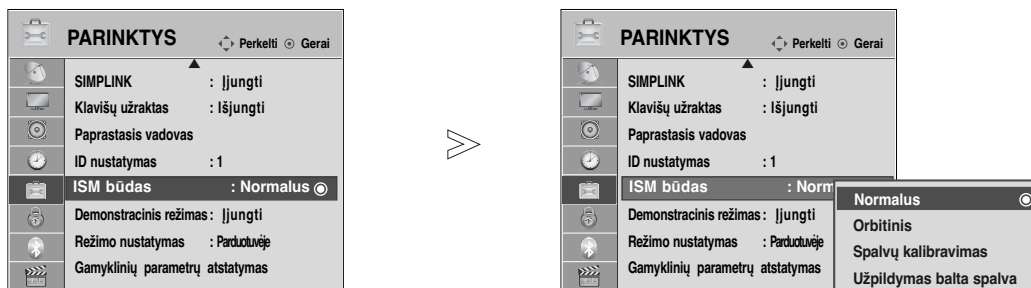 PARINKTYS Perkelti Gerai
SIMPLINK : Įjungti
Klavišų užraktas : Išjungti
Paprastasis vadovas
ID nustatymas : 1
ISM būdas : Normalus
Demonstracinis režimas : Įjungti
Režimo nustatymas : Parduotuvėje
Gamyklinių parametrų atstatymas
PARINKTYS Perkelti Gerai
SIMPLINK : Įjungti
Klavišų užraktas : Išjungti
Paprastasis vadovas
ID nustatymas : 1
ISM būdas : Norm
Demonstracinis režimas : Įjungti
Režimo nustatymas : Parduotuvėje
Gamyklinių parametrų atstatymas
Normalus
Orbitinis
Spalvų kalibravimas
Užpildymas balta spalva